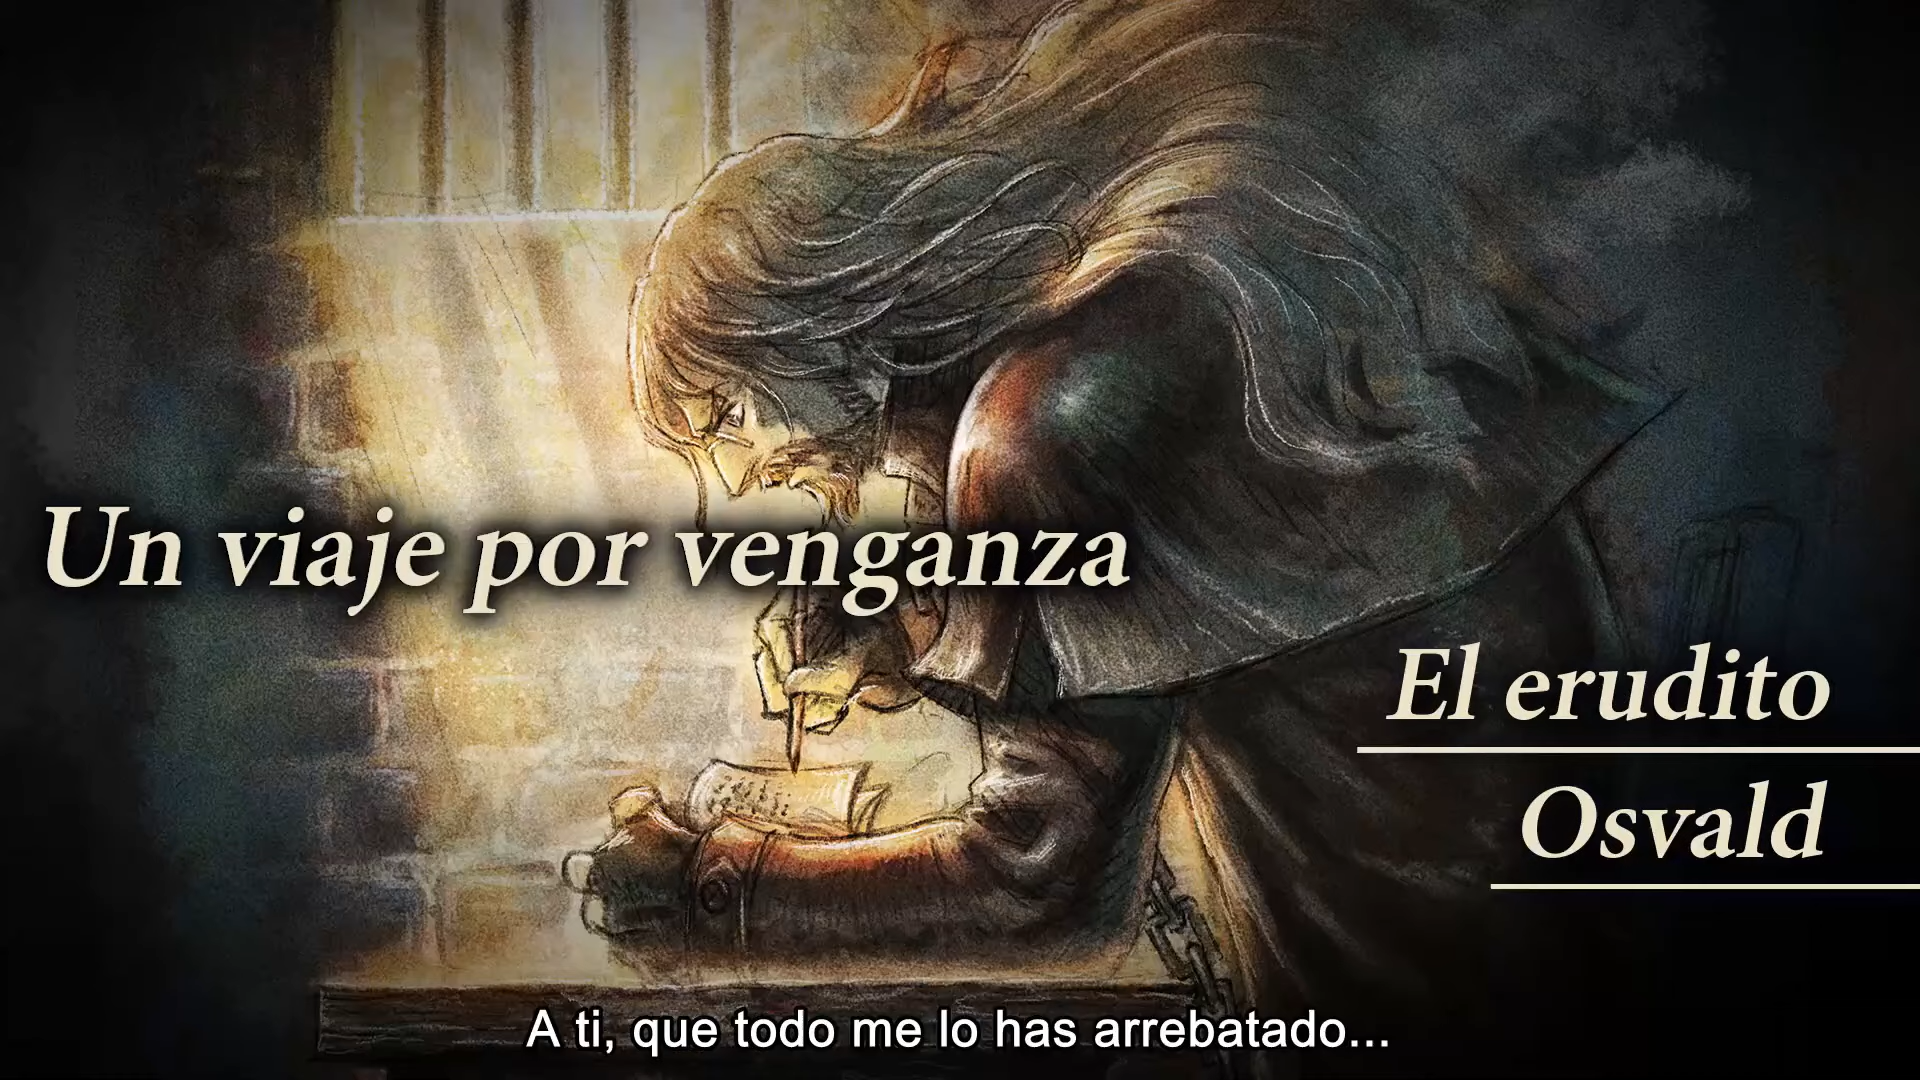 Un viaje por venganza
El erudito
Osvald
A ti, que todo me lo has arrebatado...